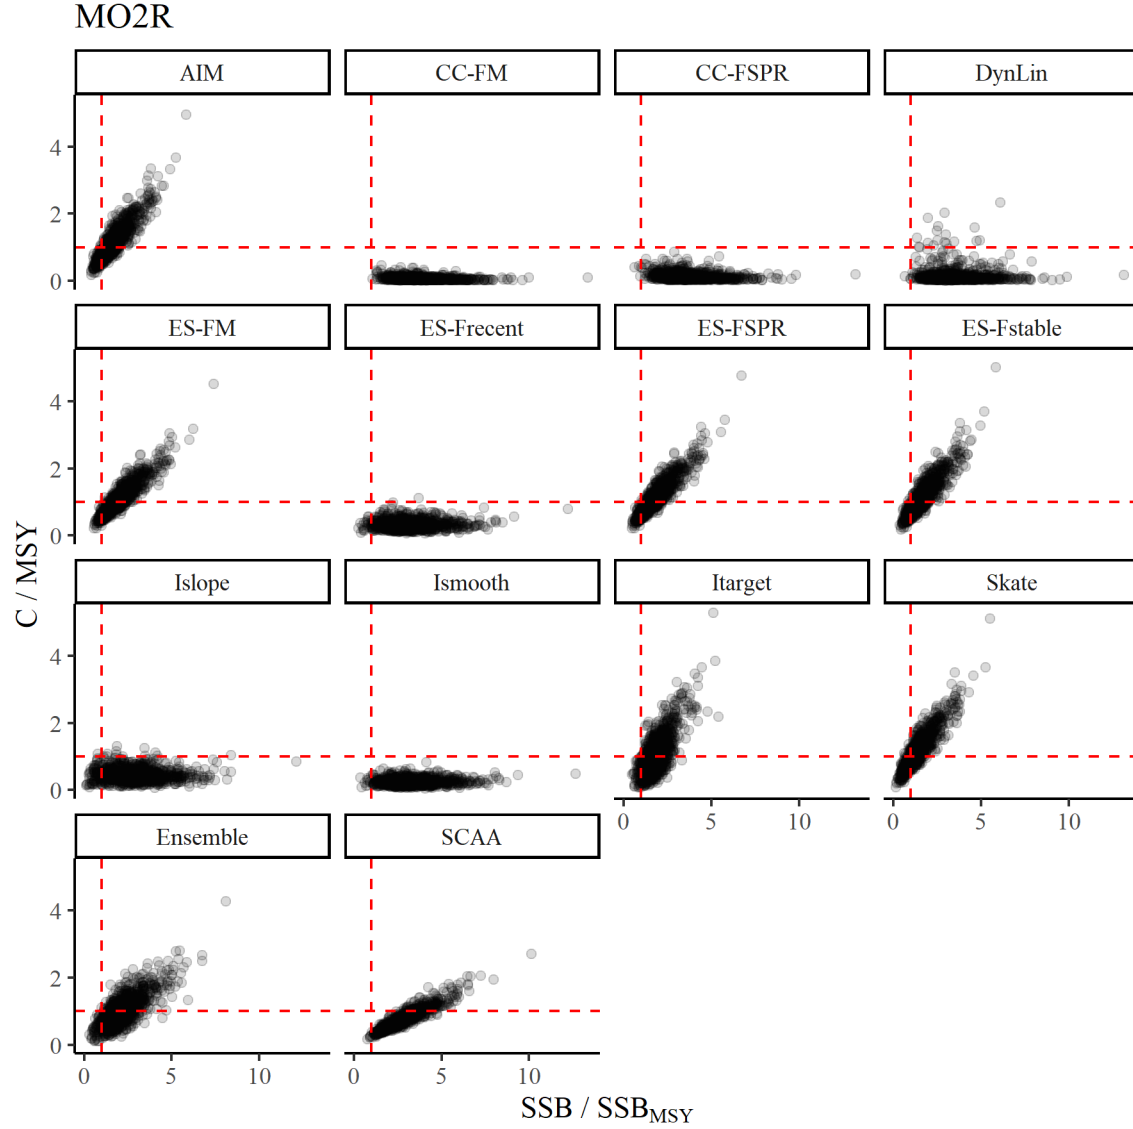 MO2R
AIM CC-FM CC-FSPR DynLin
4
2
0
ES-FM ES-Frecent ES-FSPR ES-Fstable
4
2
0
Islope Ismooth Itarget Skate
4
2
0
0 5 10 0 5 10
Ensemble SCAA
4
2
0
0 5 10 0 5 10
C / MSY
SSB / SSBMSY